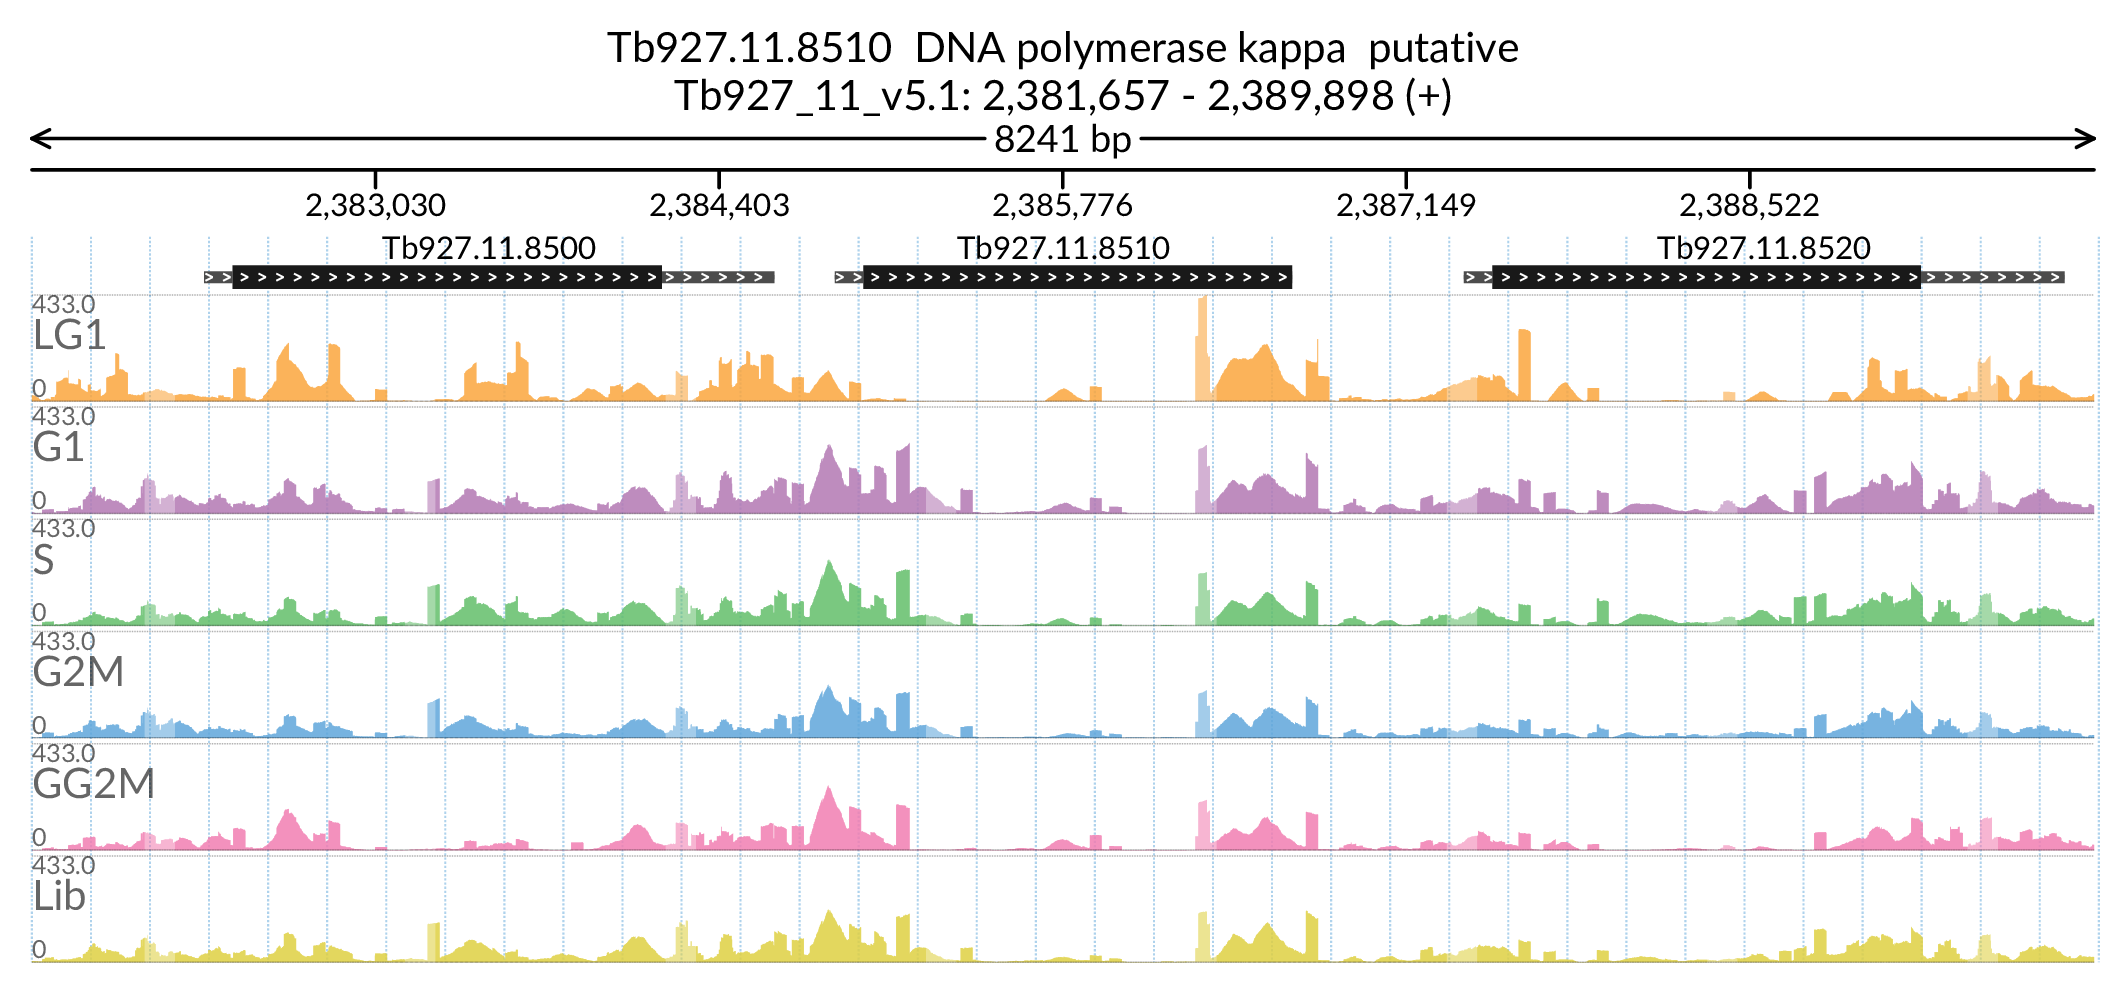 Tb927.11.8510 DNA polymerase kappa putative
Tb927_11_v5.1: 2,381,657 - 2,389,898 (+)
8241 bp
2,383,030 2,384,403 2,385,776 2,387,149 2,388,522
Tb927.11.8500 Tb927.11.8510 Tb927.11.8520
433.0
LG1
0
433.0
G1
0
433.0
S
0
433.0
G2M
0
433.0
GG2M
0
433.0
Lib
0